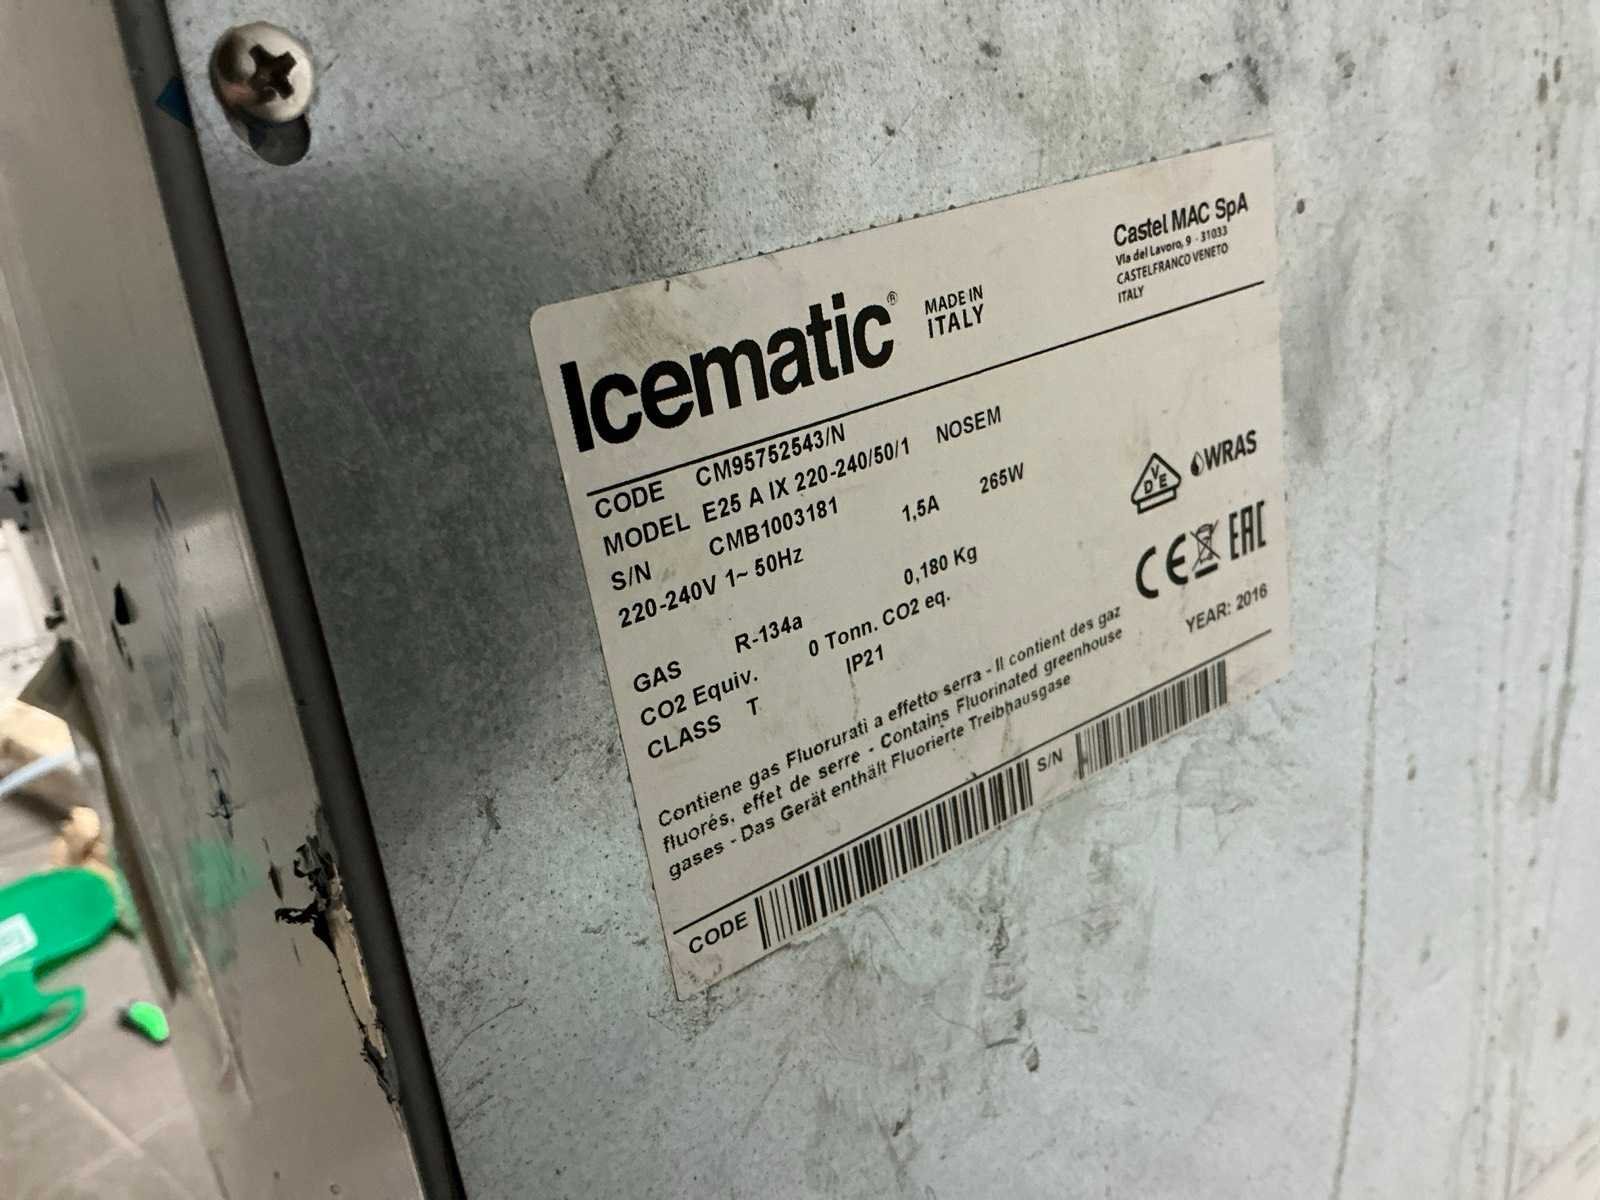 Icematic® MADE IN ITALY
Castel MAC SpA
Via del Lavoro, 9 - 31033
CASTELFRANCO VENETO
ITALY
CODE CM95752543/N
MODEL E25 A IX 220-240/50/1 NOSEM
S/N CMB1003181
220-240V 1~ 50Hz 1,5A 265W
GAS R-134a 0,180 Kg
CO2 Equiv. 0 Tonn. CO2 eq.
CLASS T IP21
VDE WRAS
CE EAC
YEAR: 2016
Contiene gas Fluorurati a effetto serra - Il contient des gaz
fluorés, effet de serre - Contains Fluorinated greenhouse
gases - Das Gerät enthält Fluorierte Treibhausgase
CODE S/N